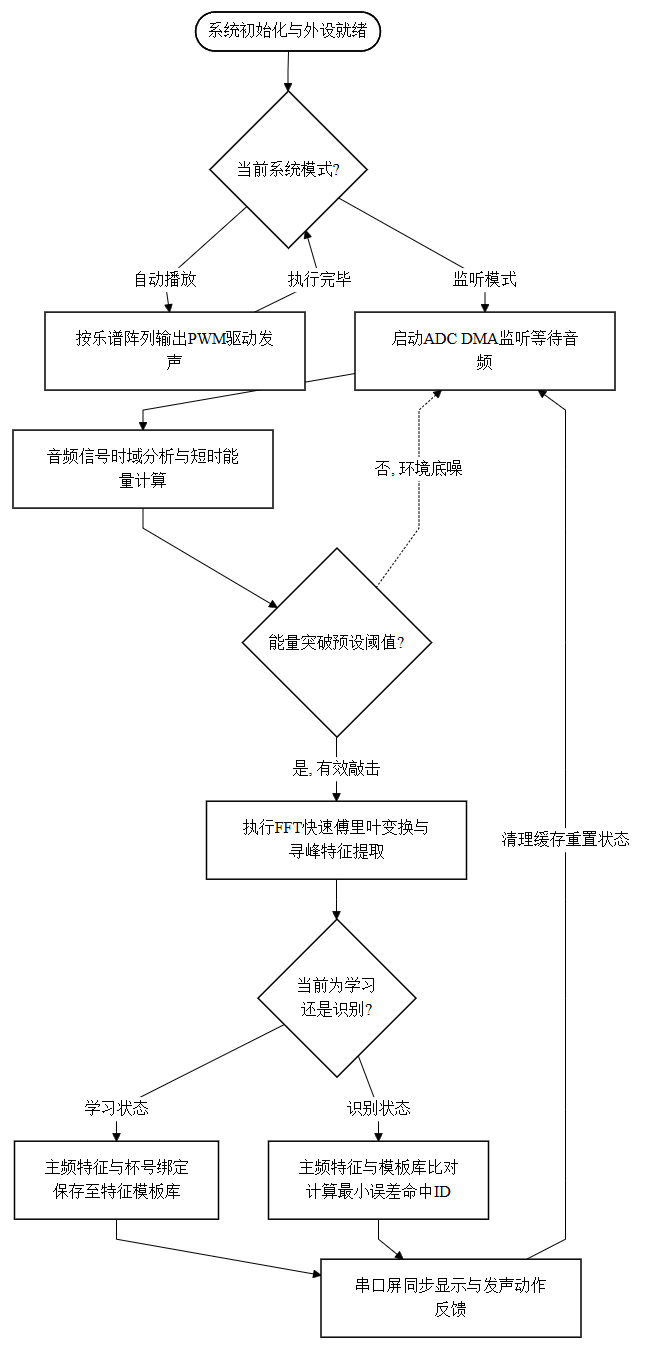 系统初始化与外设就绪
当前系统模式?
自动播放
执行完毕
监听模式
按乐谱阵列输出PWM驱动发
声
启动ADC DMA监听等待音
频
音频信号时域分析与短时能
量计算
否, 环境底噪
能量突破预设阈值?
是, 有效敲击
执行FFT快速傅里叶变换与
寻峰特征提取
清理缓存重置状态
当前为学习
还是识别?
学习状态
识别状态
主频特征与杯号绑定
保存至特征模板库
主频特征与模板库比对
计算最小误差命中ID
串口屏同步显示与发声动作
反馈